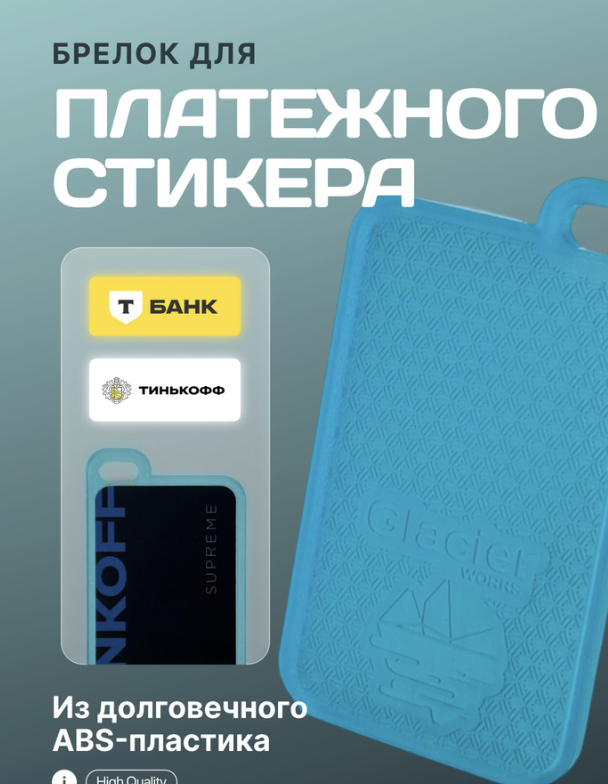 БРЕЛОК ДЛЯ
ПЛАТЕЖНОГО
СТИКЕРА
Т БАНК
ТИНЬКОФФ
NKOFF
SUPREME
Glacier
WORKS
Из долговечного
ABS-пластика
i High Quality